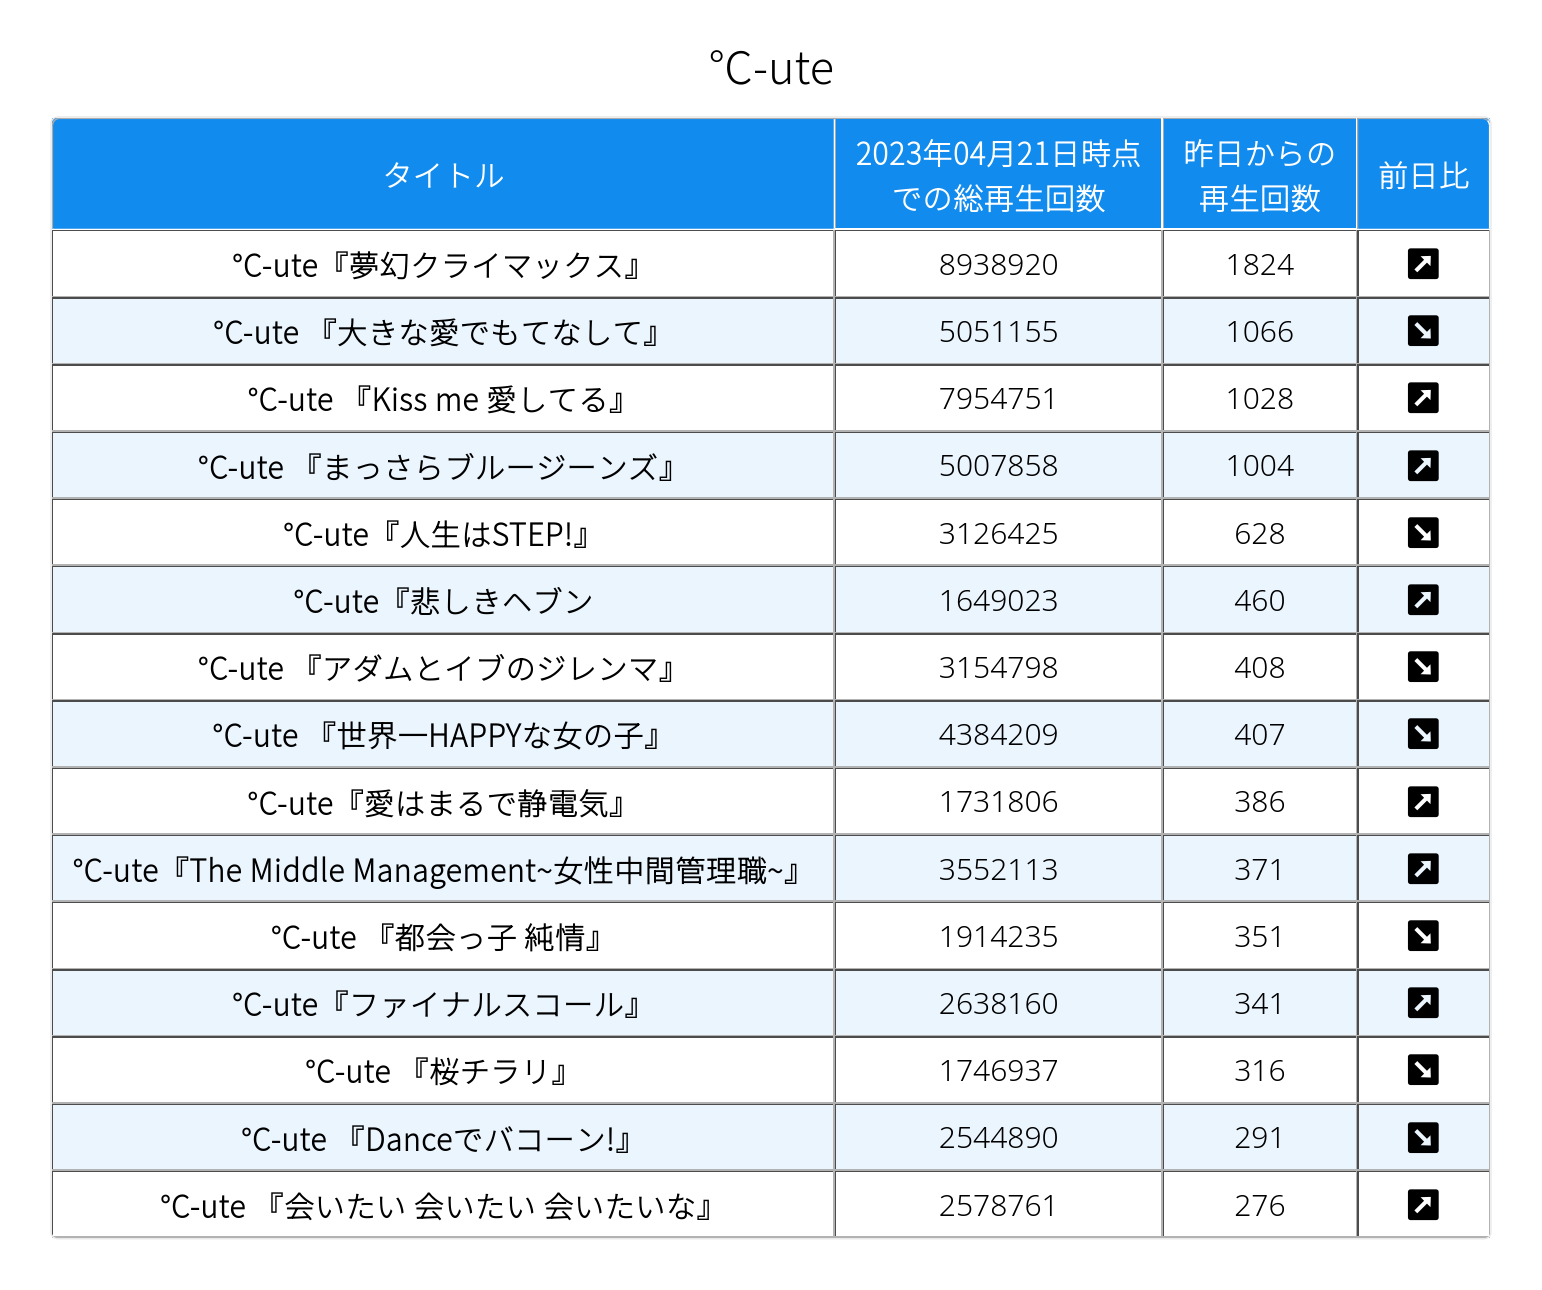 ℃-ute
タイトル
2023年04月21日時点
での総再生回数
昨日からの
再生回数
前日比
℃-ute『夢幻クライマックス』 8938920 1824
℃-ute 『大きな愛でもてなして』 5051155 1066
℃-ute 『Kiss me 愛してる』 7954751 1028
℃-ute 『まっさらブルージーンズ』 5007858 1004
℃-ute『人生はSTEP!』 3126425 628
℃-ute『悲しきヘブン 1649023 460
℃-ute 『アダムとイブのジレンマ』 3154798 408
℃-ute 『世界一HAPPYな女の子』 4384209 407
℃-ute『愛はまるで静電気』 1731806 386
℃-ute『The Middle Management~女性中間管理職~』 3552113 371
℃-ute 『都会っ子 純情』 1914235 351
℃-ute『ファイナルスコール』 2638160 341
℃-ute 『桜チラリ』 1746937 316
℃-ute 『Danceでバコーン!』 2544890 291
℃-ute 『会いたい 会いたい 会いたいな』 2578761 276